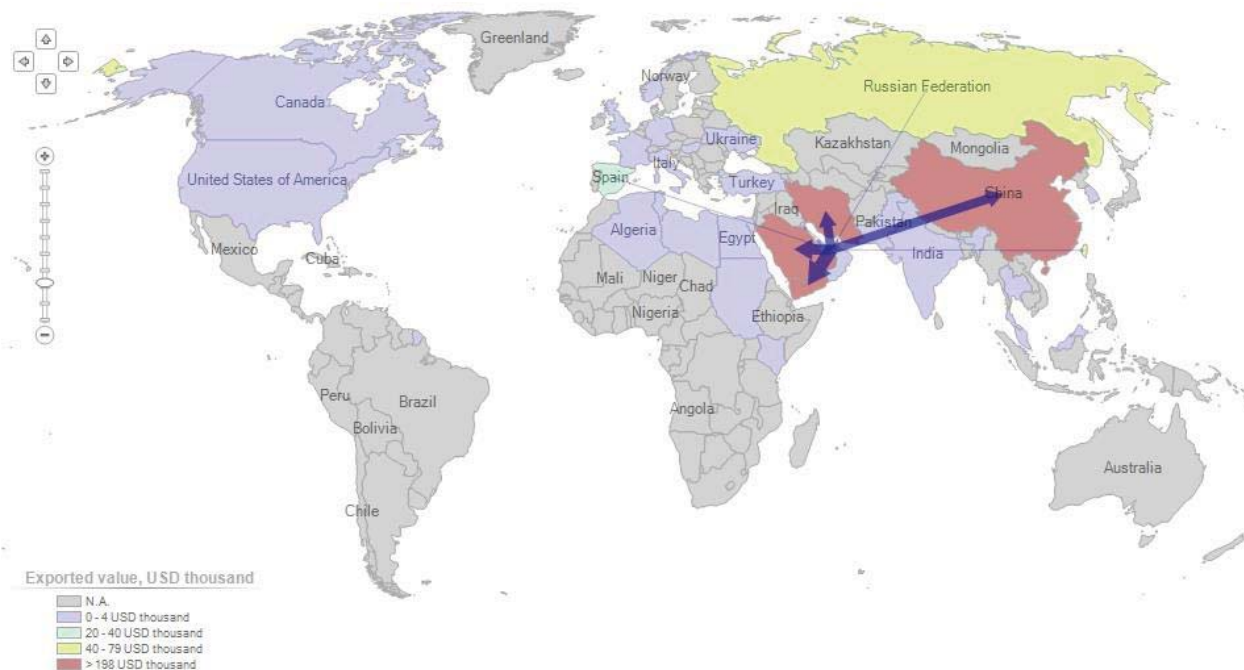 Greenland
Norway
Russian Federation
Canada
Ukraine
Kazakhstan
Mongolia
Italy
United States of America
Spain
Turkey
China
Iraq
Pakistan
Algeria
Egypt
India
Mexico
Cuba
Mali
Niger
Chad
Nigeria
Ethiopia
Peru
Brazil
Angola
Bolivia
Australia
Chile
Exported value, USD thousand
N.A.
0 - 4 USD thousand
20 - 40 USD thousand
40 - 79 USD thousand
> 198 USD thousand